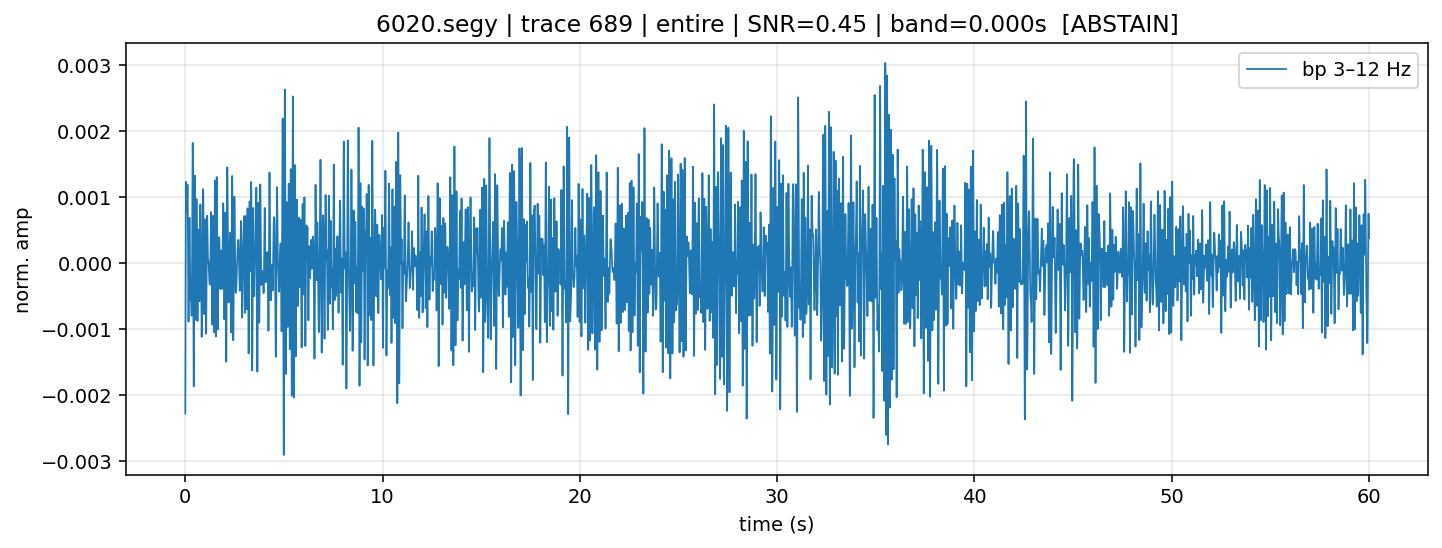 6020.segy | trace 689 | entire | SNR=0.45 | band=0.000s  [ABSTAIN]
bp 3–12 Hz
norm. amp
0.003
0.002
0.001
0.000
−0.001
−0.002
−0.003
0 10 20 30 40 50 60
time (s)